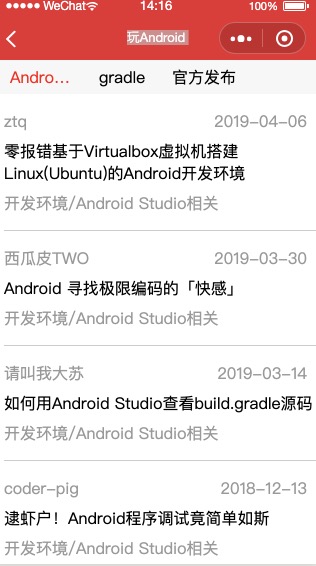 WeChat 14:16 100%
玩Android
Andro… gradle 官方发布
ztq 2019-04-06
零报错基于Virtualbox虚拟机搭建
Linux(Ubuntu)的Android开发环境
开发环境/Android Studio相关
西瓜皮TWO 2019-03-30
Android 寻找极限编码的「快感」
开发环境/Android Studio相关
请叫我大苏 2019-03-14
如何用Android Studio查看build.gradle源码
开发环境/Android Studio相关
coder-pig 2018-12-13
逮虾户！Android程序调试竟简单如斯
开发环境/Android Studio相关